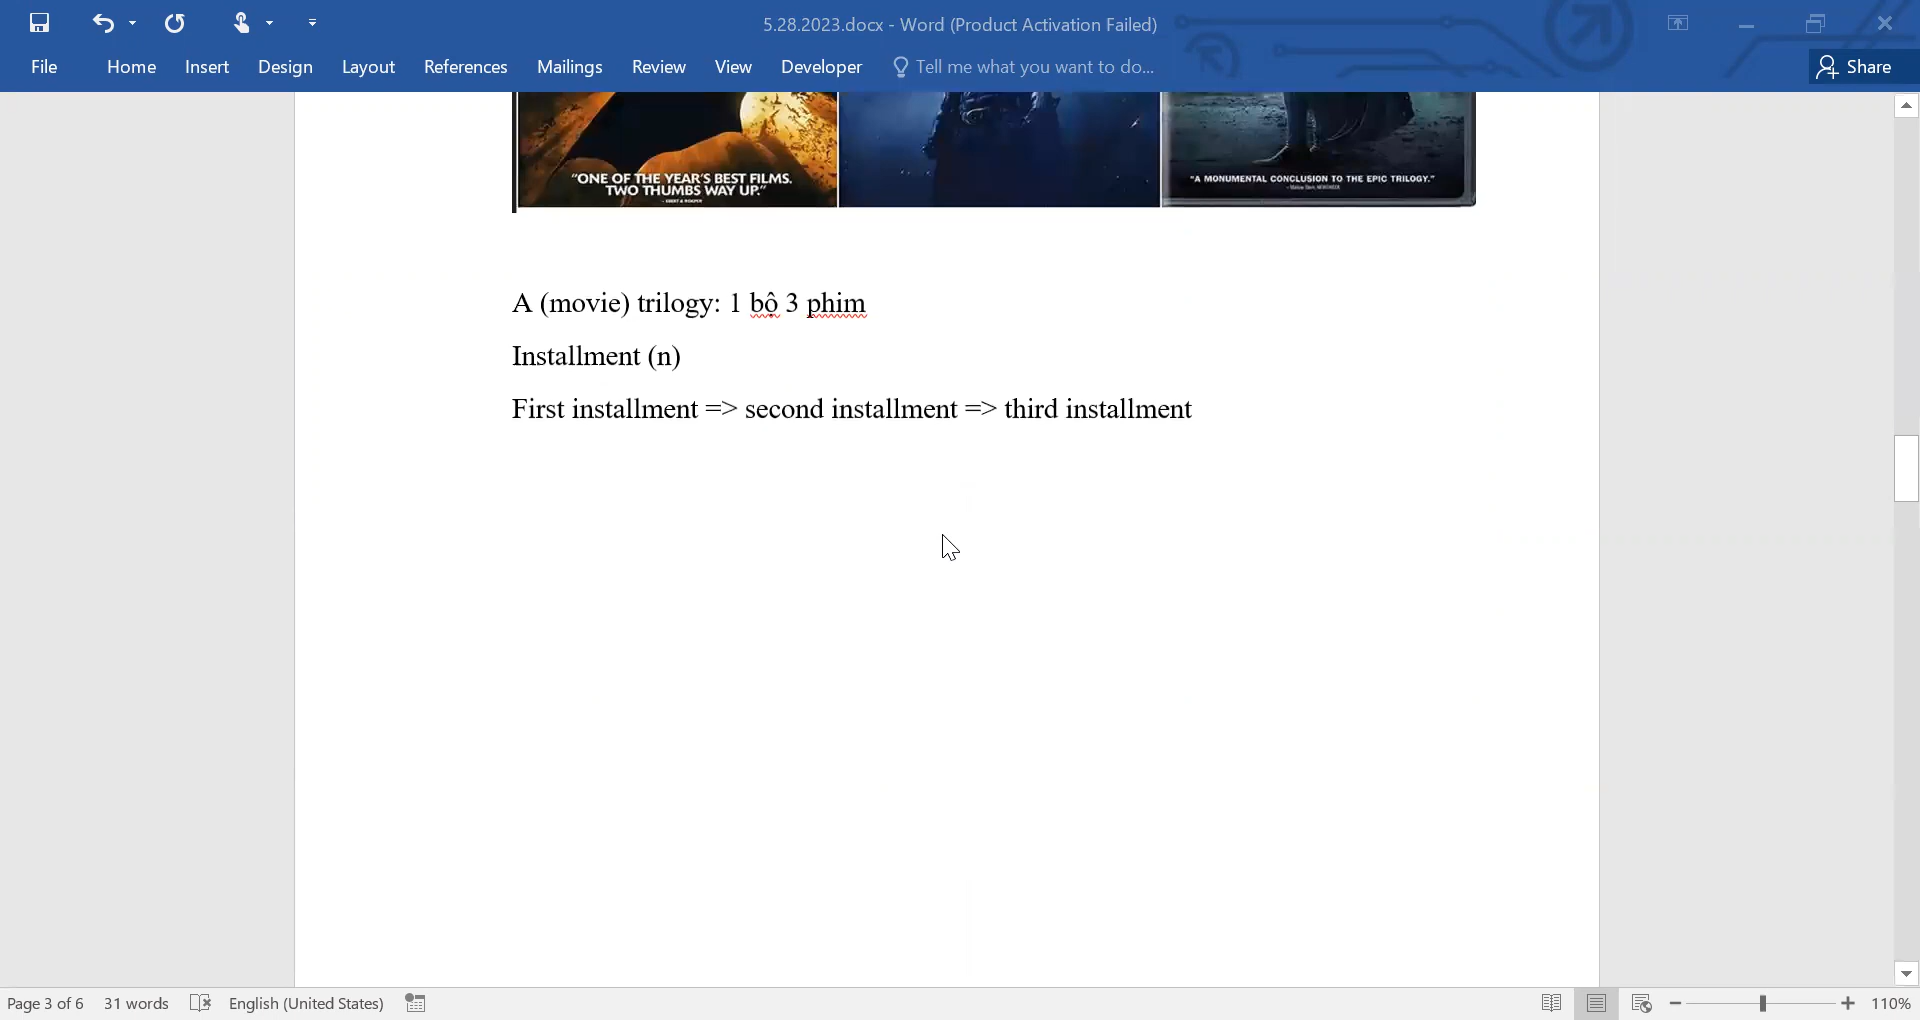 5.28.2023.docx - Word (Product Activation Failed)
File Home Insert Design Layout References Mailings Review View Developer Tell me what you want to do... Share
"ONE OF THE YEAR'S BEST FILMS.
TWO THUMBS WAY UP."
"A MONUMENTAL CONCLUSION TO THE EPIC TRILOGY."
A (movie) trilogy: 1 bộ 3 phim
Installment (n)
First installment => second installment => third installment
Page 3 of 6 31 words English (United States) 110%